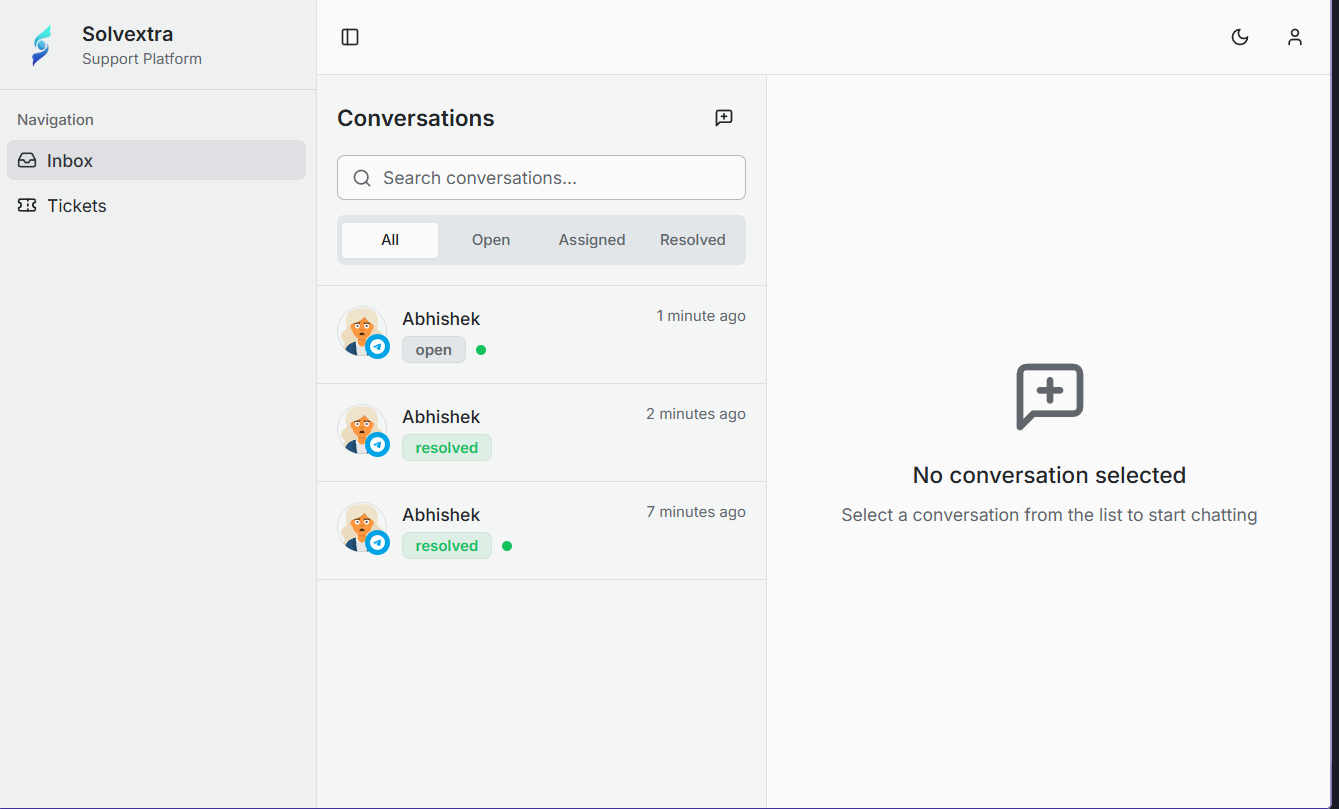 Solvextra
Support Platform
Navigation
Inbox
Tickets
Conversations
Search conversations...
All Open Assigned Resolved
Abhishek 1 minute ago
open
Abhishek 2 minutes ago
resolved
Abhishek 7 minutes ago
resolved
No conversation selected
Select a conversation from the list to start chatting